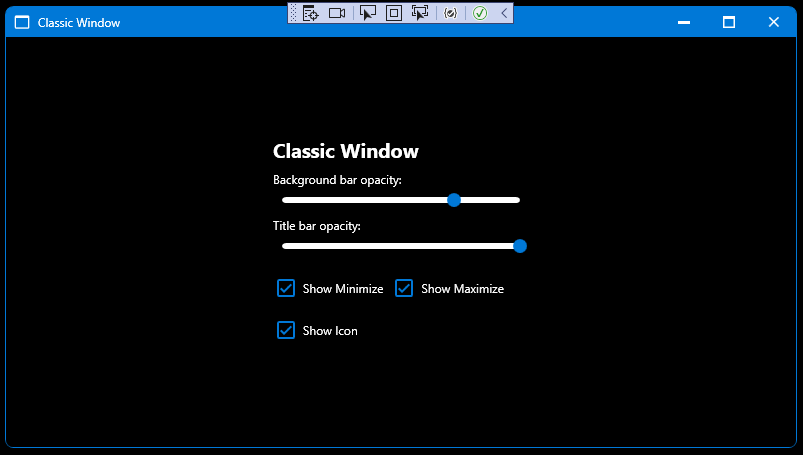 Classic Window
Classic Window
Background bar opacity:
Title bar opacity:
Show Minimize Show Maximize
Show Icon